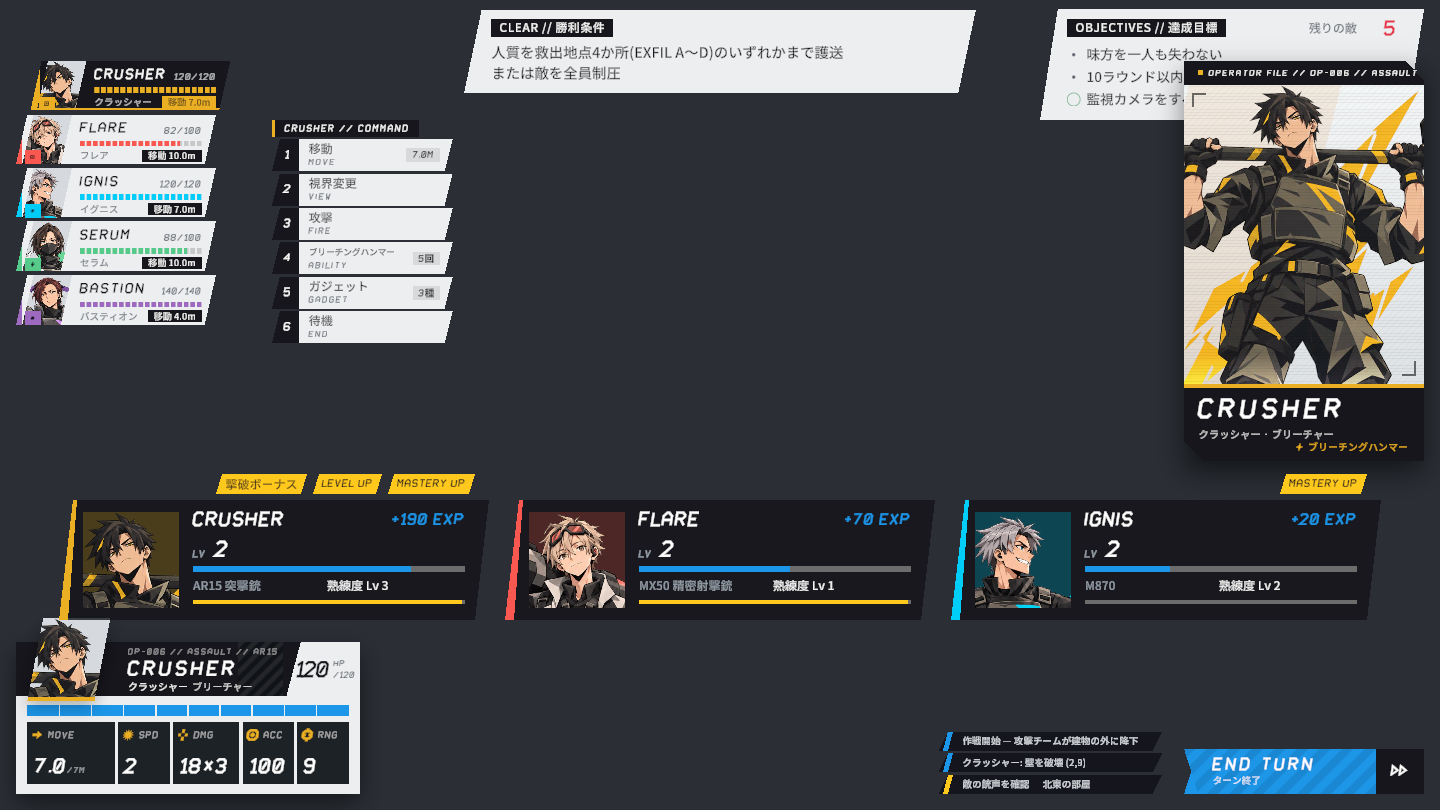 CLEAR // 勝利条件
人質を救出地点4か所(EXFIL A〜D)のいずれかまで護送
または敵を全員制圧
OBJECTIVES // 達成目標
残りの敵 5
・ 味方を一人も失わない
・ 10ラウンド以内
〇 監視カメラをす
CRUSHER 120/120
クラッシャー 移動 7.0m
FLARE 82/100
フレア 移動 10.0m
IGNIS 120/120
イグニス 移動 7.0m
SERUM 88/100
セラム 移動 10.0m
BASTION 140/140
バスティオン 移動 4.0m
CRUSHER // COMMAND
1 移動 7.0M
MOVE
2 視界変更
VIEW
3 攻撃
FIRE
4 ブリーチングハンマー 5回
ABILITY
5 ガジェット 3種
GADGET
6 待機
END
OPERATOR FILE // OP-006 // ASSAULT
CRUSHER
クラッシャー・ブリーチャー
ブリーチングハンマー
撃破ボーナス LEVEL UP MASTERY UP
CRUSHER +190 EXP
LV 2
AR15 突撃銃 熟練度 Lv 3
FLARE +70 EXP
LV 2
MX50 精密射撃銃 熟練度 Lv 1
MASTERY UP
IGNIS +20 EXP
LV 2
M870 熟練度 Lv 2
OP-006 // ASSAULT // AR15
CRUSHER
クラッシャー ブリーチャー
120 HP /120
MOVE 7.0/7M
SPD 2
DMG 18×3
ACC 100
RNG 9
作戦開始 — 攻撃チームが建物の外に降下
クラッシャー: 壁を破壊 (2,9)
敵の銃声を確認 北東の部屋
END TURN
ターン終了